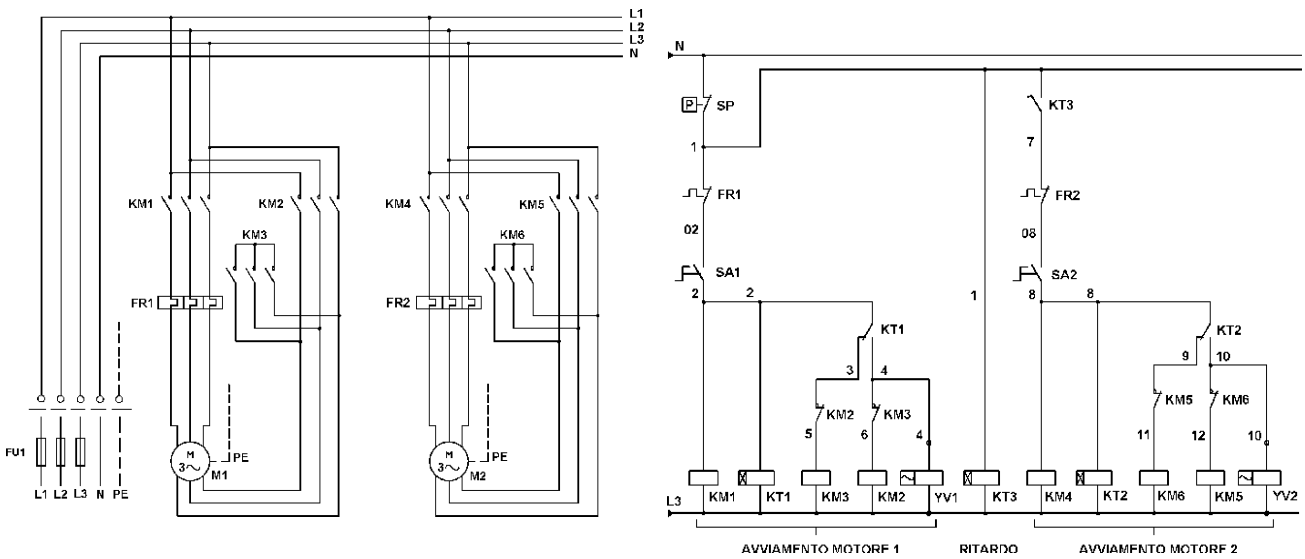 L1
L2
L3
N
KM1
KM2
KM4
KM5
KM3
KM6
FR1
FR2
FU1
M
3
M1
PE
M
3
M2
PE
L1 L2 L3 N PE
N
P
SP
KT3
1
7
FR1
FR2
02
08
SA1
SA2
2
2
1
8
8
KT1
KT2
3
4
9
10
KM2
KM3
KM5
KM6
5
6
4
11
12
10
KM1
KT1
KM3
KM2
YV1
KT3
KM4
KT2
KM6
KM5
YV2
L3
AVVIAMENTO MOTORE 1
RITARDO
AVVIAMENTO MOTORE 2